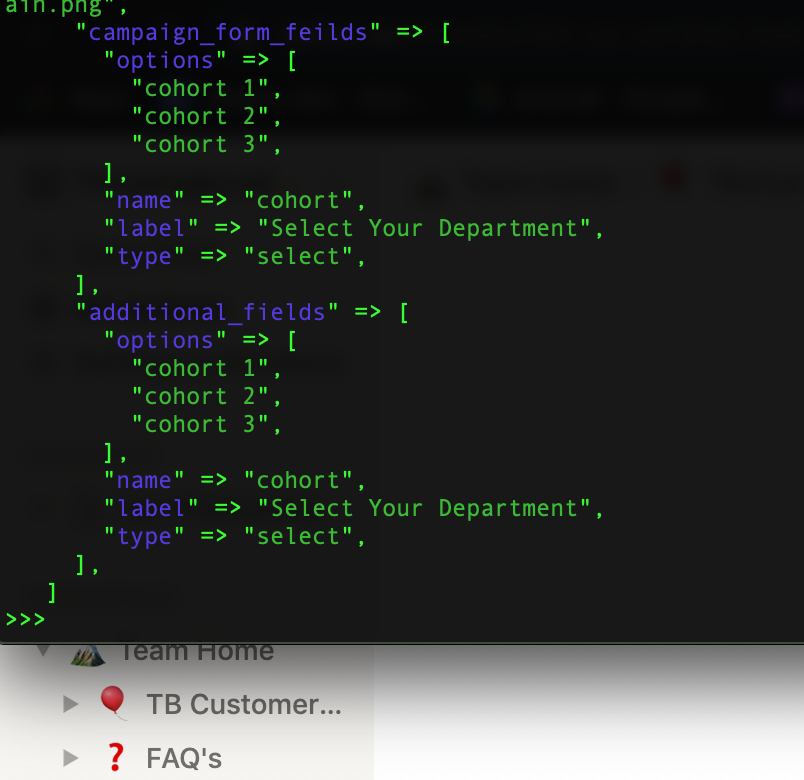 ain.png",
"campaign_form_feilds" => [
"options" => [
"cohort 1",
"cohort 2",
"cohort 3",
],
"name" => "cohort",
"label" => "Select Your Department",
"type" => "select",
],
"additional_fields" => [
"options" => [
"cohort 1",
"cohort 2",
"cohort 3",
],
"name" => "cohort",
"label" => "Select Your Department",
"type" => "select",
],
]
>>>
Team Home
TB Customer...
FAQ's